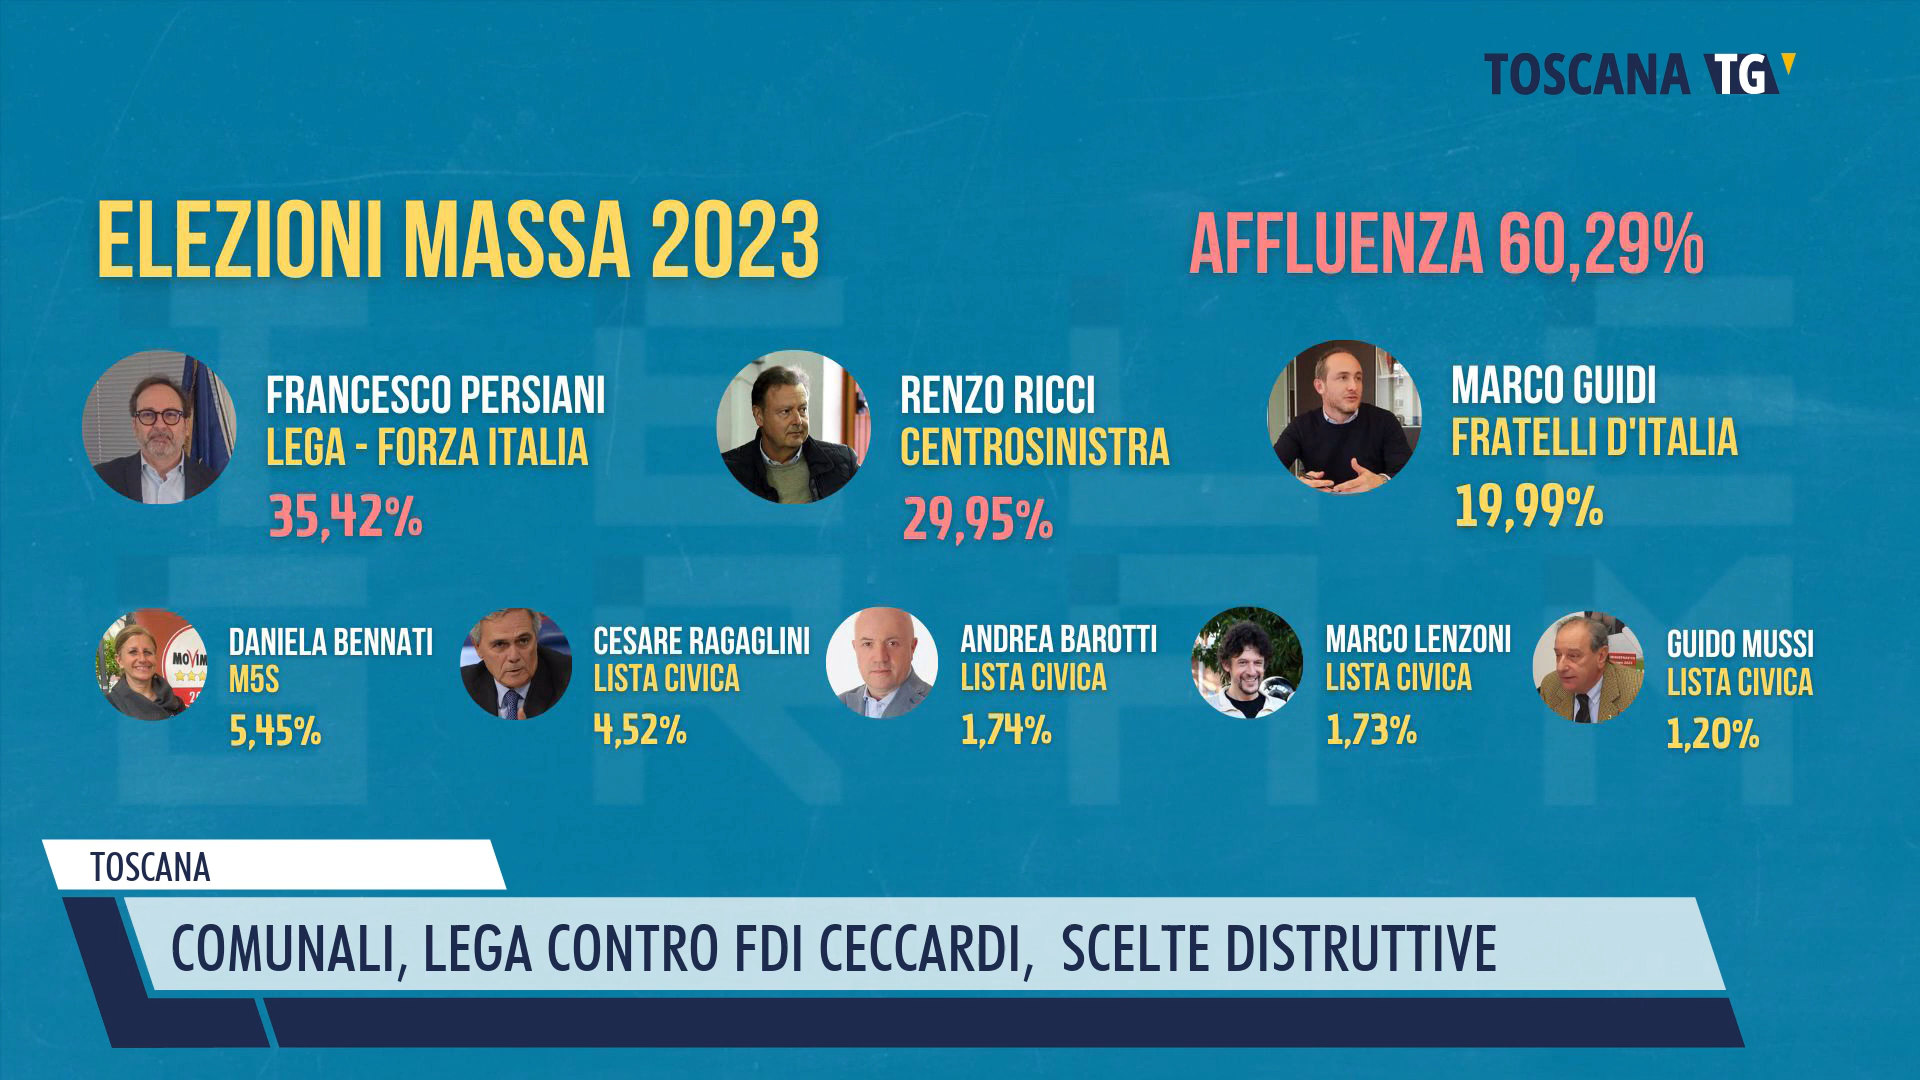 TOSCANA TG
ELEZIONI MASSA 2023
AFFLUENZA 60,29%
FRANCESCO PERSIANI
LEGA - FORZA ITALIA
35,42%
RENZO RICCI
CENTROSINISTRA
29,95%
MARCO GUIDI
FRATELLI D'ITALIA
19,99%
MOVIM
20
DANIELA BENNATI
M5S
5,45%
CESARE RAGAGLINI
LISTA CIVICA
4,52%
ANDREA BAROTTI
LISTA CIVICA
1,74%
MARCO LENZONI
LISTA CIVICA
1,73%
GUIDO MUSSI
LISTA CIVICA
1,20%
TOSCANA
COMUNALI, LEGA CONTRO FDI CECCARDI, SCELTE DISTRUTTIVE